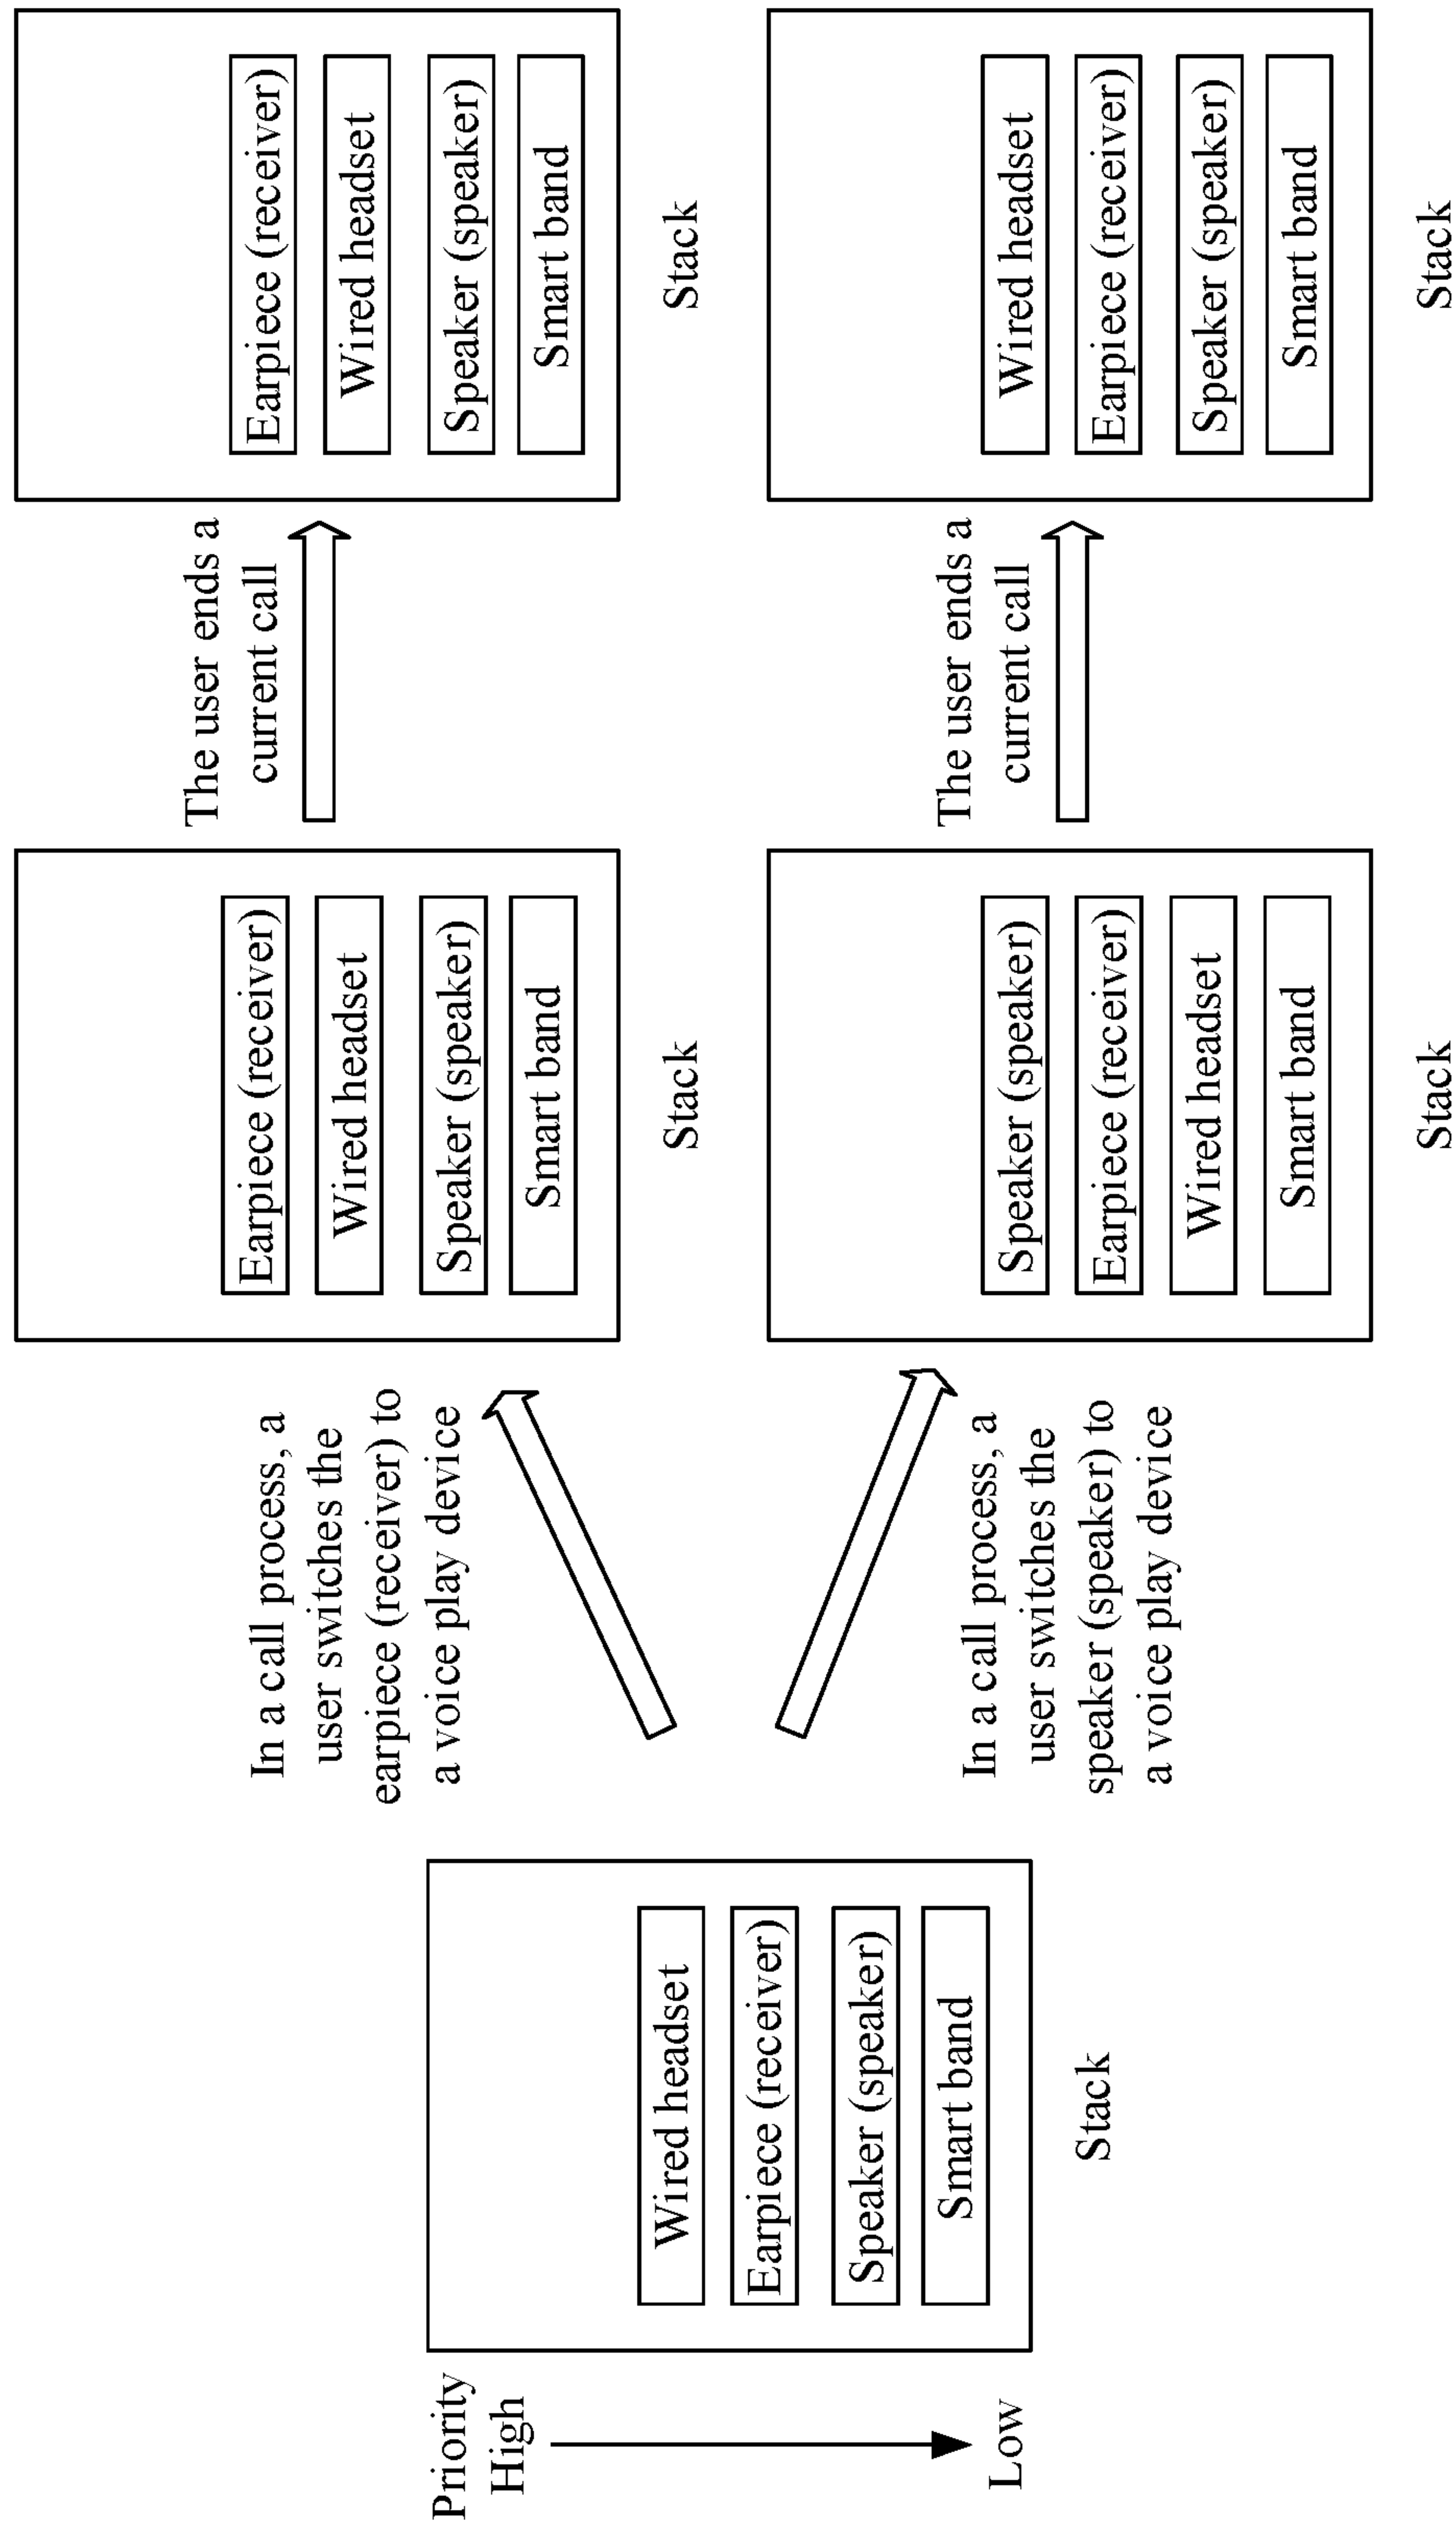 Priority
High
Low
Wired headset
Earpiece (receiver)
Speaker (speaker)
Smart band
Stack
In a call process, a
user switches the
earpiece (receiver) to
a voice play device
Earpiece (receiver)
Wired headset
Speaker (speaker)
Smart band
Stack
The user ends a
current call
Earpiece (receiver)
Wired headset
Speaker (speaker)
Smart band
Stack
In a call process, a
user switches the
speaker (speaker) to
a voice play device
Speaker (speaker)
Earpiece (receiver)
Wired headset
Smart band
Stack
The user ends a
current call
Wired headset
Earpiece (receiver)
Speaker (speaker)
Smart band
Stack